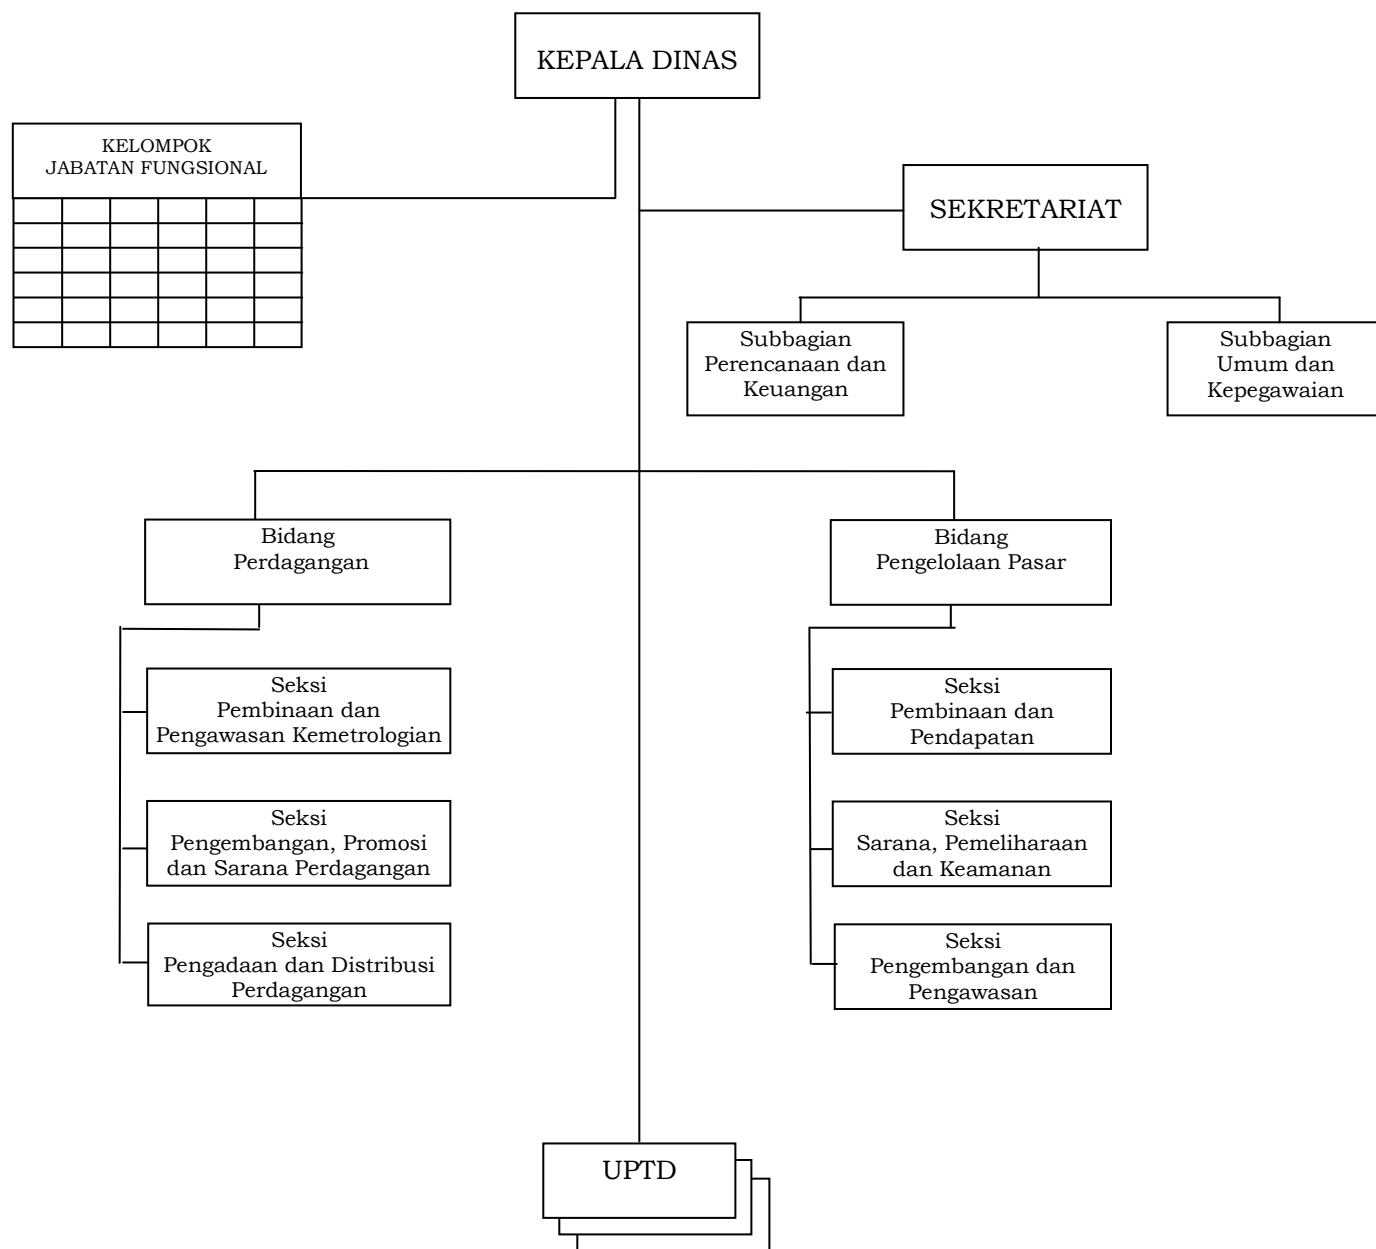 KEPALA DINAS
KELOMPOK
JABATAN FUNGSIONAL
SEKRETARIAT
Subbagian
Perencanaan dan
Keuangan
Subbagian
Umum dan
Kepegawaian
Bidang
Perdagangan
Bidang
Pengelolaan Pasar
Seksi
Pembinaan dan
Pengawasan Kemetrologian
Seksi
Pembinaan dan
Pendapatan
Seksi
Pengembangan, Promosi
dan Sarana Perdagangan
Seksi
Sarana, Pemeliharaan
dan Keamanan
Seksi
Pengadaan dan Distribusi
Perdagangan
Seksi
Pengembangan dan
Pengawasan
UPTD